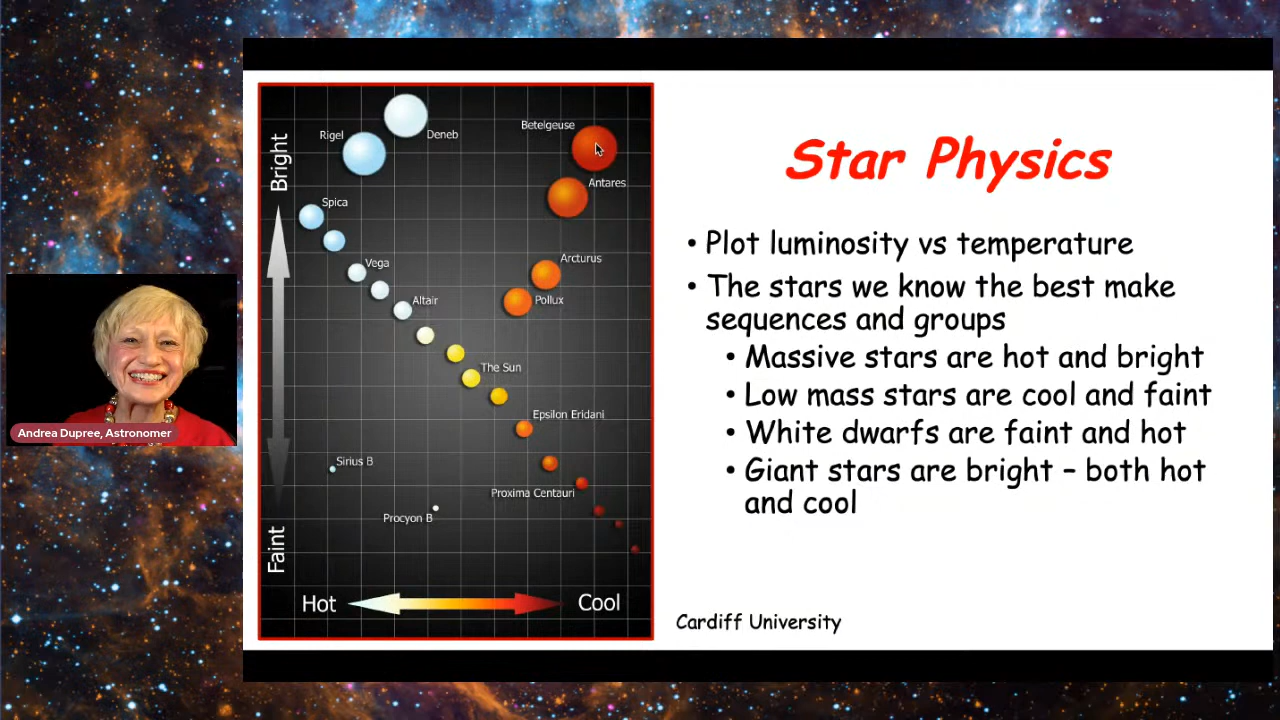 Andrea Dupree, Astronomer
Bright
Faint
Hot
Cool
Rigel
Deneb
Betelgeuse
Antares
Spica
Vega
Arcturus
Altair
Pollux
The Sun
Epsilon Eridani
Sirius B
Proxima Centauri
Procyon B
Star Physics
• Plot luminosity vs temperature
• The stars we know the best make
sequences and groups
• Massive stars are hot and bright
• Low mass stars are cool and faint
• White dwarfs are faint and hot
• Giant stars are bright – both hot
and cool
Cardiff University